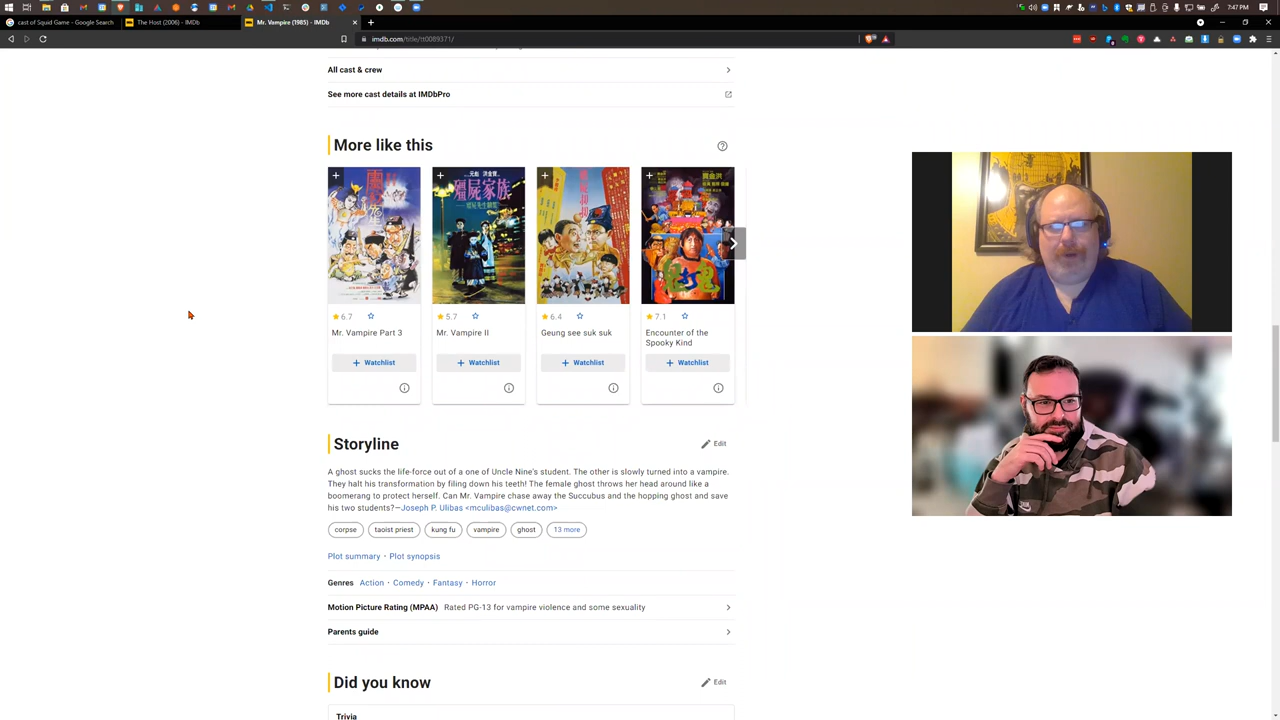 7:47 PM
cast of Squid Game - Google Search
The Host (2006) - IMDb
Mr. Vampire (1985) - IMDb
imdb.com/title/tt0089371/
All cast & crew
See more cast details at IMDbPro
More like this
殭屍家族
6.7
5.7
6.4
7.1
Mr. Vampire Part 3
Mr. Vampire II
Geung see suk suk
Encounter of the
Spooky Kind
+ Watchlist
+ Watchlist
+ Watchlist
+ Watchlist
Storyline
Edit
A ghost sucks the life-force out of a one of Uncle Nine's student. The other is slowly turned into a vampire.
They halt his transformation by filing down his teeth! The female ghost throws her head around like a
boomerang to protect herself. Can Mr. Vampire chase away the Succubus and the hopping ghost and save
his two students?—Joseph P. Ulibas <mculibas@cwnet.com>
corpse
taoist priest
kung fu
vampire
ghost
13 more
Plot summary · Plot synopsis
Genres Action · Comedy · Fantasy · Horror
Motion Picture Rating (MPAA) Rated PG-13 for vampire violence and some sexuality
Parents guide
Did you know
Edit
Trivia